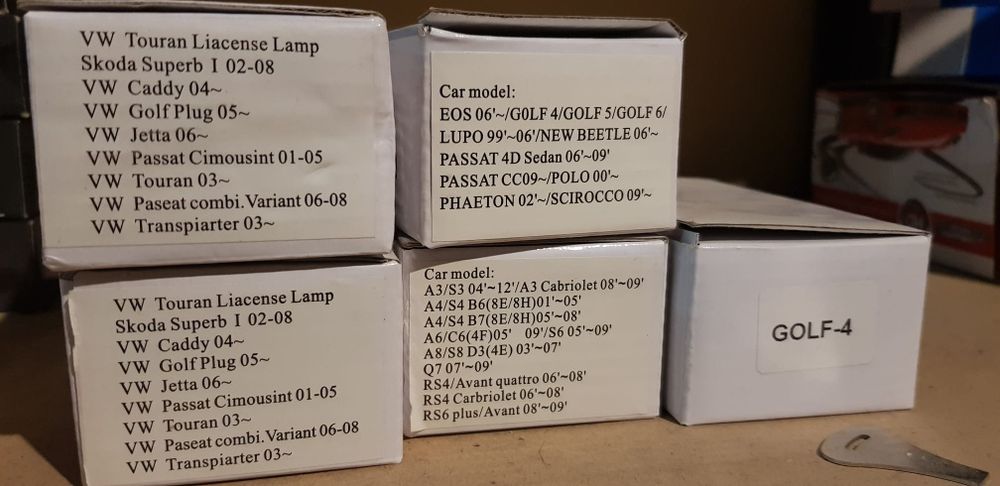 VW Touran Liacense Lamp
Skoda Superb I 02-08
VW Caddy 04~
VW Golf Plug 05~
VW Jetta 06~
VW Passat Cimousint 01-05
VW Touran 03~
VW Paseat combi.Variant 06-08
VW Transpiarter 03~
Car model:
EOS 06'~/G0LF 4/GOLF 5/GOLF 6/
LUPO 99'~06'/NEW BEETLE 06'~
PASSAT 4D Sedan 06'~09'
PASSAT CC09~/POLO 00'~
PHAETON 02'~/SCIROCCO 09'~
VW Touran Liacense Lamp
Skoda Superb I 02-08
VW Caddy 04~
VW Golf Plug 05~
VW Jetta 06~
VW Passat Cimousint 01-05
VW Touran 03~
VW Paseat combi.Variant 06-08
VW Transpiarter 03~
Car model:
A3/S3 04'~12'/A3 Cabriolet 08'~09'
A4/S4 B6(8E/8H)01'~05'
A4/S4 B7(8E/8H)05'~08'
A6/C6(4F)05' 09'/S6 05'~09'
A8/S8 D3(4E) 03'~07'
Q7 07'~09'
RS4/Avant quattro 06'~08'
RS4 Carbriolet 06'~08'
RS6 plus/Avant 08'~09'
GOLF-4